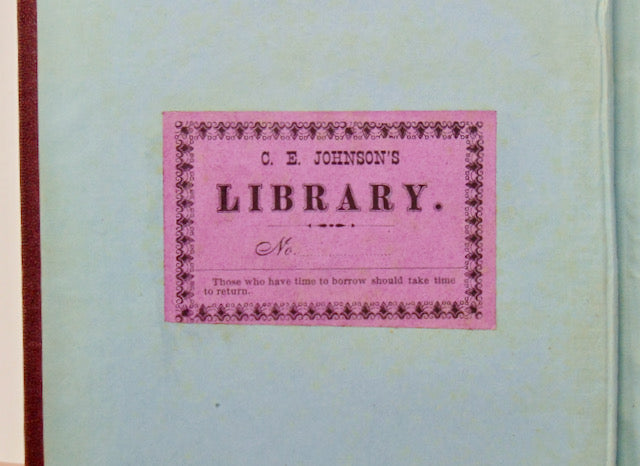 C. E. JOHNSON'S
LIBRARY.
No.
Those who have time to borrow should take time
to return.